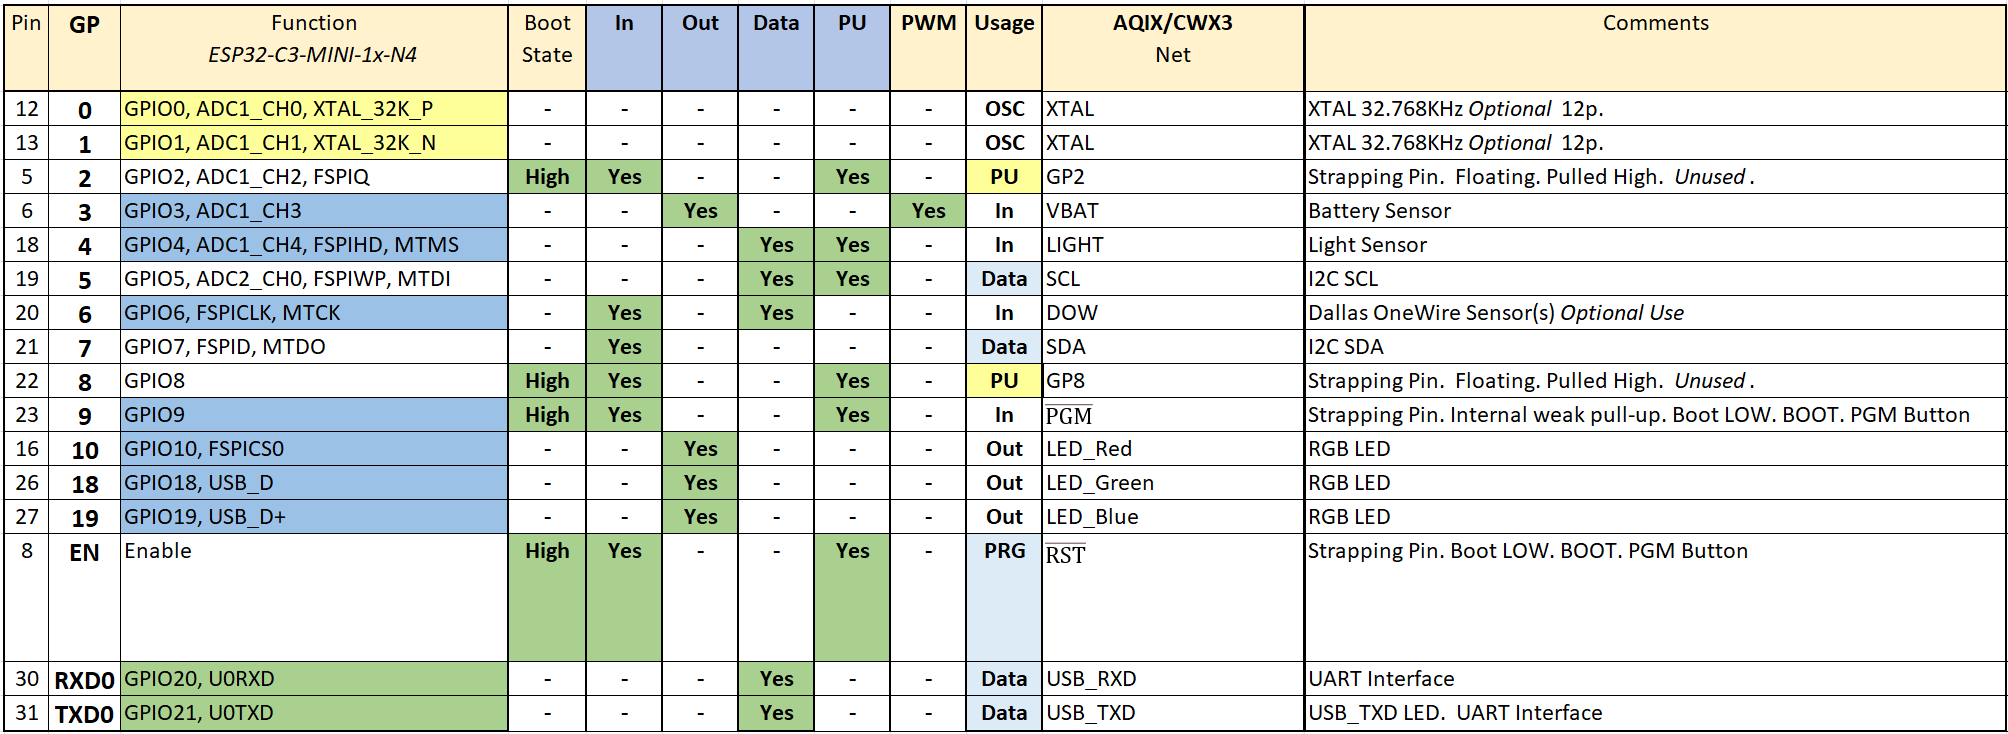 Pin GP Function Boot In Out Data PU PWM Usage AQIX/CWX3 Comments
ESP32-C3-MINI-1x-N4 State Net
12 0 GPIO0, ADC1_CH0, XTAL_32K_P - - - - - - OSC XTAL XTAL 32.768KHz Optional 12p.
13 1 GPIO1, ADC1_CH1, XTAL_32K_N - - - - - - OSC XTAL XTAL 32.768KHz Optional 12p.
5 2 GPIO2, ADC1_CH2, FSPIQ High Yes - - Yes - PU GP2 Strapping Pin. Floating. Pulled High. Unused .
6 3 GPIO3, ADC1_CH3 - - Yes - - Yes In VBAT Battery Sensor
18 4 GPIO4, ADC1_CH4, FSPIHD, MTMS - - - Yes Yes - In LIGHT Light Sensor
19 5 GPIO5, ADC2_CH0, FSPIWP, MTDI - - - Yes Yes - Data SCL I2C SCL
20 6 GPIO6, FSPICLK, MTCK - Yes - Yes - - In DOW Dallas OneWire Sensor(s) Optional Use
21 7 GPIO7, FSPID, MTDO - Yes - - - - Data SDA I2C SDA
22 8 GPIO8 High Yes - - Yes - PU GP8 Strapping Pin. Floating. Pulled High. Unused .
23 9 GPIO9 High Yes - - Yes - In PGM Strapping Pin. Internal weak pull-up. Boot LOW. BOOT. PGM Button
16 10 GPIO10, FSPICS0 - - Yes - - - Out LED_Red RGB LED
26 18 GPIO18, USB_D - - Yes - - - Out LED_Green RGB LED
27 19 GPIO19, USB_D+ - - Yes - - - Out LED_Blue RGB LED
8 EN Enable High Yes - - Yes - PRG RST Strapping Pin. Boot LOW. BOOT. PGM Button
30 RXD0 GPIO20, U0RXD - - - Yes - - Data USB_RXD UART Interface
31 TXD0 GPIO21, U0TXD - - - Yes - - Data USB_TXD USB_TXD LED. UART Interface